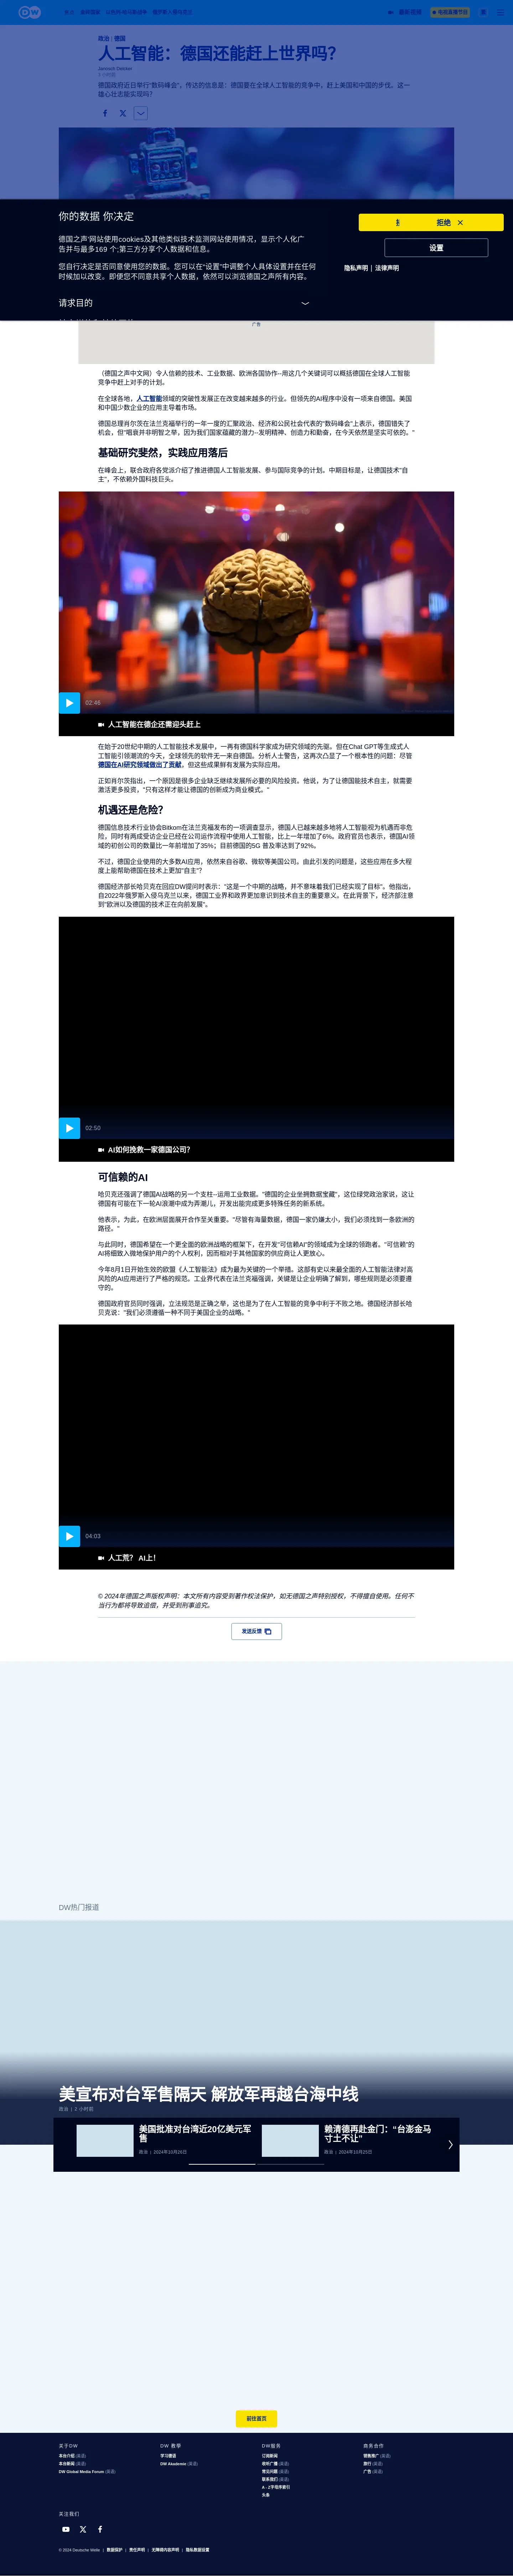 DW
最新视频
电视直播节目
政治 | 德国
人工智能：德国还能赶上世界吗？
2 小时前
德国政府近日举行"数码峰会"。传达的信息是：德国要在全球人工智能的竞争中，赶上美国和中国的步伐。这一
雄心壮志能实现吗？
你的数据 你决定
德国之声'网站使用cookies及其他类似技术监测网站使用情况，显示个人化广
告并与最多169 个;第三方分享个人数据和信息。
您自行决定是否同意使用您的数据。您可以在“设置”中调整个人具体设置并在任何
时候加以改变。即便您不同意共享个人数据，依然可以浏览德国之声所有内容。
请求目的
拒绝
设置
隐私声明 | 法律声明
广告
（德国之声中文网）令人信赖的技术、工业数据、欧洲各国协作--用这几个关键词可以概括德国在全球人工智能
竞争中赶上对手的计划。
在全球各地，人工智能领域的突破性发展正在改变越来越多的行业。但领先的AI程序中没有一项来自德国。美国
和中国少数企业的应用主导着市场。
德国总理肖尔茨在法兰克福举行的一年一度的汇聚政治、经济和公民社会代表的"数码峰会"上表示，德国错失了
机会，但"唱衰并非明智之举，因为我们国家蕴藏的潜力--发明精神、创造力和勤奋，在今天依然是坚实可依的。"
基础研究斐然，实践应用落后
在峰会上，联合政府各党派介绍了推进德国人工智能发展、参与国际竞争的计划。中期目标是，让德国技术"自
主"，不依赖外国科技巨头。
02:46
人工智能在德企还需迎头赶上
在始于20世纪中期的人工智能技术发展中，一再有德国科学家成为研究领域的先驱。但在Chat GPT等生成式人
工智能引领潮流的今天，全球领先的软件无一来自德国。分析人士警告，这再次凸显了一个根本性的问题：尽管
德国在AI研究领域做出了贡献，但这些成果鲜有发展为实际应用。
正如肖尔茨指出，一个原因是很多企业缺乏继续发展所必要的风险投资。他说，为了让德国能技术自主，就需要
激活更多投资，"只有这样才能让德国的创新成为商业模式。"
机遇还是危险？
德国信息技术行业协会Bitkom在法兰克福发布的一项调查显示，德国人已越来越多地将人工智能视为机遇而非危
险。同时有两成受访企业已经在公司运作流程中使用人工智能，比上一年增加了6%。政府官员也表示，德国AI领
域的初创公司的数量比一年前增加了35%；目前德国的5G 普及率达到了92%。
不过，德国企业使用的大多数AI应用，依然来自谷歌、微软等美国公司。由此引发的问题是，这些应用在多大程
度上能帮助德国在技术上更加"自主"？
德国经济部长哈贝克在回应DW提问时表示："这是一个中期的战略，并不意味着我们已经实现了目标"。他指出，
自2022年俄罗斯入侵乌克兰以来，德国工业界和政界更加意识到技术自主的重要意义。在此背景下，经济部注意
到"欧洲以及德国的技术正在向前发展"。
02:50
AI如何挽救一家德国公司？
可信赖的AI
哈贝克还强调了德国AI战略的另一个支柱--运用工业数据。"德国的企业坐拥数据宝藏"，这位绿党政治家说，这让
德国有可能在下一轮AI浪潮中成为弄潮儿，开发出能完成更多特殊任务的新系统。
他表示，为此，在欧洲层面展开合作至关重要。"尽管有海量数据，德国一家仍嫌太小，我们必须找到一条欧洲的
路径。"
与此同时，德国希望在一个更全面的欧洲战略的框架下，在开发"可信赖AI"的领域成为全球的领跑者。"可信赖"的
AI将细致入微地保护用户的个人权利，因而相对于其他国家的供应商让人更放心。
今年8月1日开始生效的欧盟《人工智能法》成为最为关键的一个举措。这部有史以来最全面的人工智能法律对高
风险的AI应用进行了严格的规范。工业界代表在法兰克福强调，关键是让企业明确了解到，哪些规则是必须要遵
守的。
德国政府官员同时强调，立法规范是正确之举，这也是为了在人工智能的竞争中利于不败之地。德国经济部长哈
贝克说："我们必须遵循一种不同于美国企业的战略。"
04:03
人工荒？ AI上！
© 2024年德国之声版权声明：本文所有内容受到著作权法保护，如无德国之声特别授权，不得擅自使用。任何不
当行为都将导致追偿，并受到刑事追究。
发送反馈
DW热门报道
美宣布对台军售隔天 解放军再越台海中线
政治 | 2 小时前
美国批准对台湾近20亿美元军
售
政治 | 2024年10月26日
赖清德再赴金门：“台澎金马
寸土不让”
政治 | 2024年10月25日
前往首页
关于DW
本台介绍 (英语)
本台新闻 (英语)
DW Global Media Forum (英语)
DW 教學
学习德语
DW Akademie (英语)
DW服务
订阅新闻
收听广播 (英语)
常见问题 (英语)
联系我们 (英语)
A - Z字母序索引
头条
商务合作
销售推广 (英语)
旅行 (英语)
广告 (英语)
关注我们
© 2024 Deutsche Welle | 数据保护 | 责任声明 | 无障碍内容声明 | 隐私数据设置